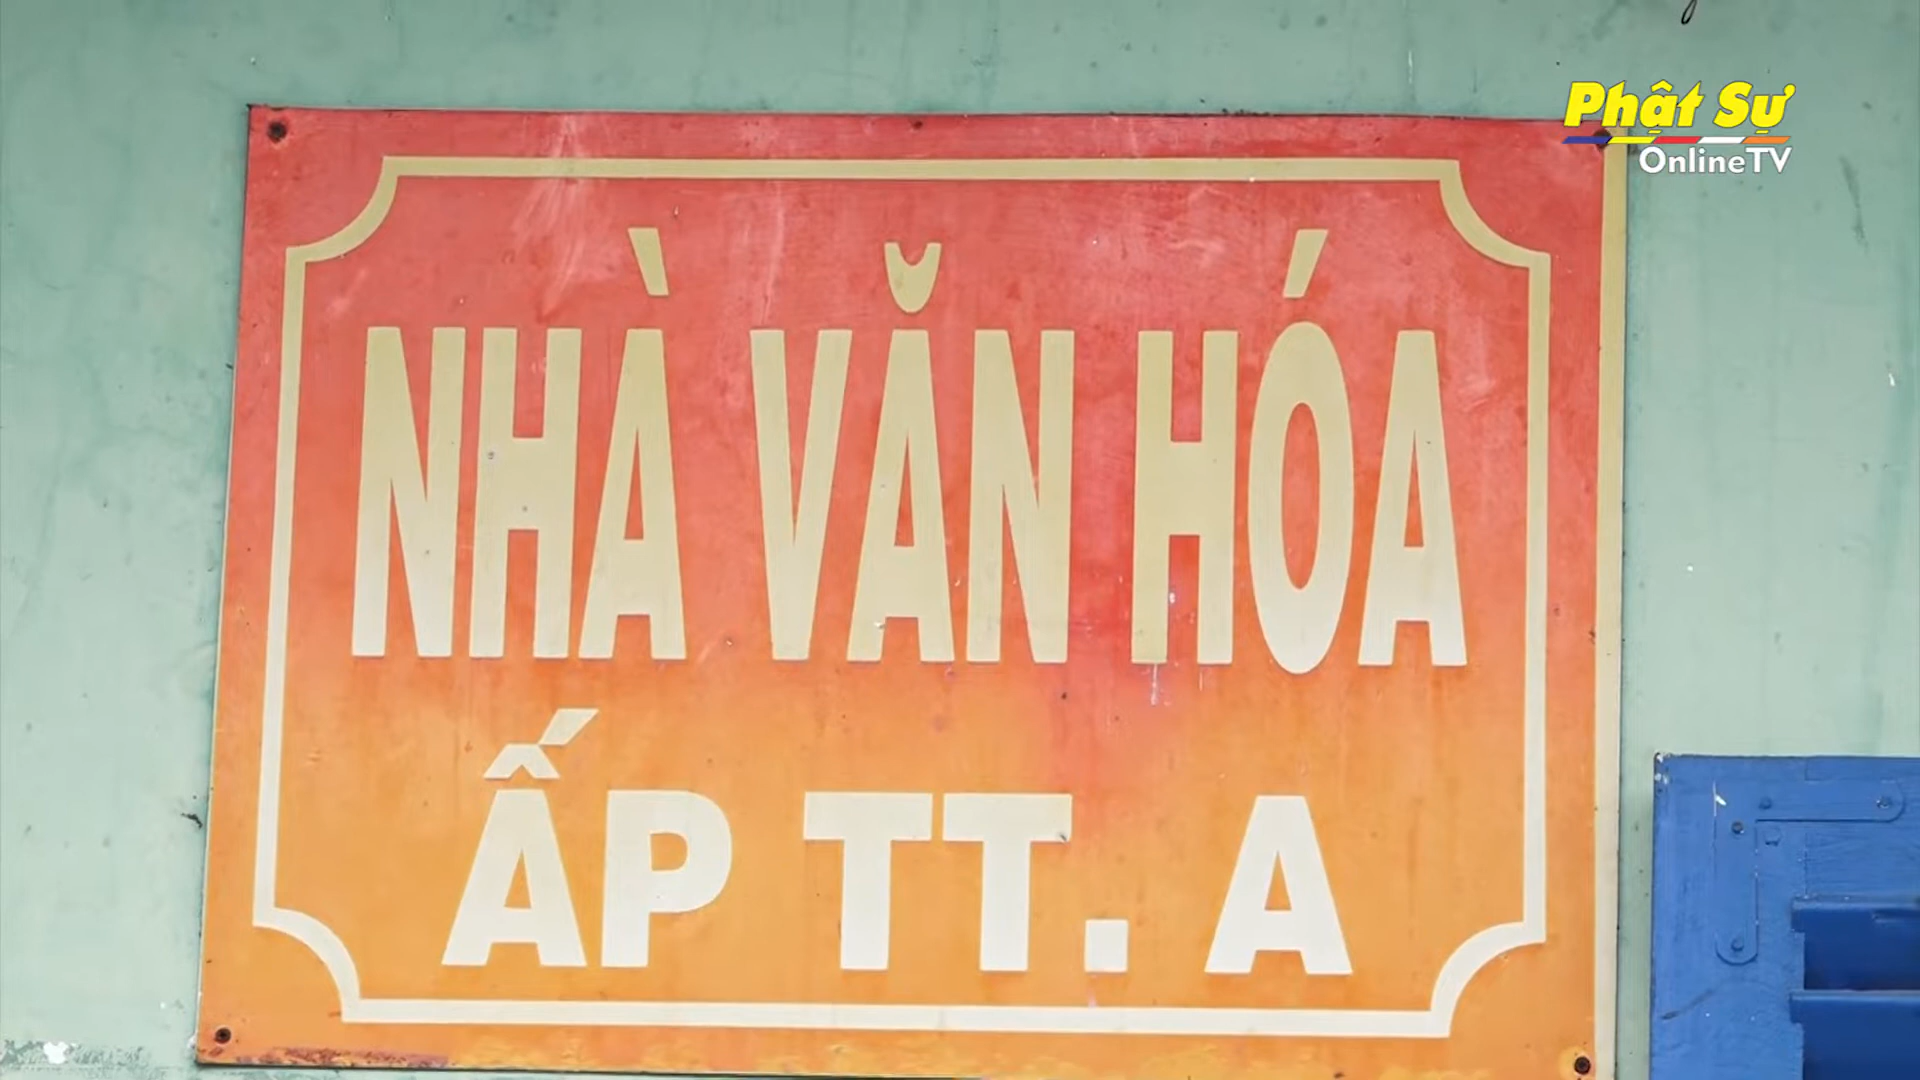 Phật Sự
OnlineTV
NHÀ VĂN HÓA
ẤP TT. A